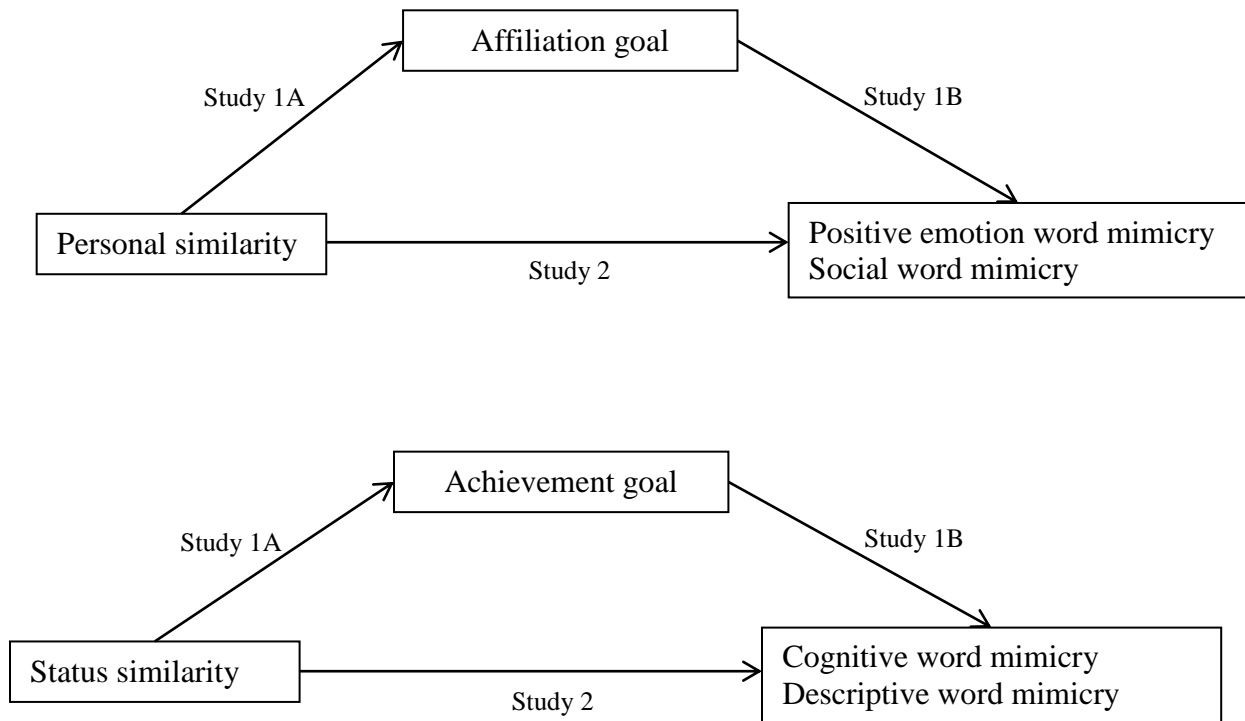 Affiliation goal
Study 1A
Study 1B
Personal similarity
Positive emotion word mimicry
Social word mimicry
Study 2
Achievement goal
Study 1A
Study 1B
Status similarity
Cognitive word mimicry
Descriptive word mimicry
Study 2